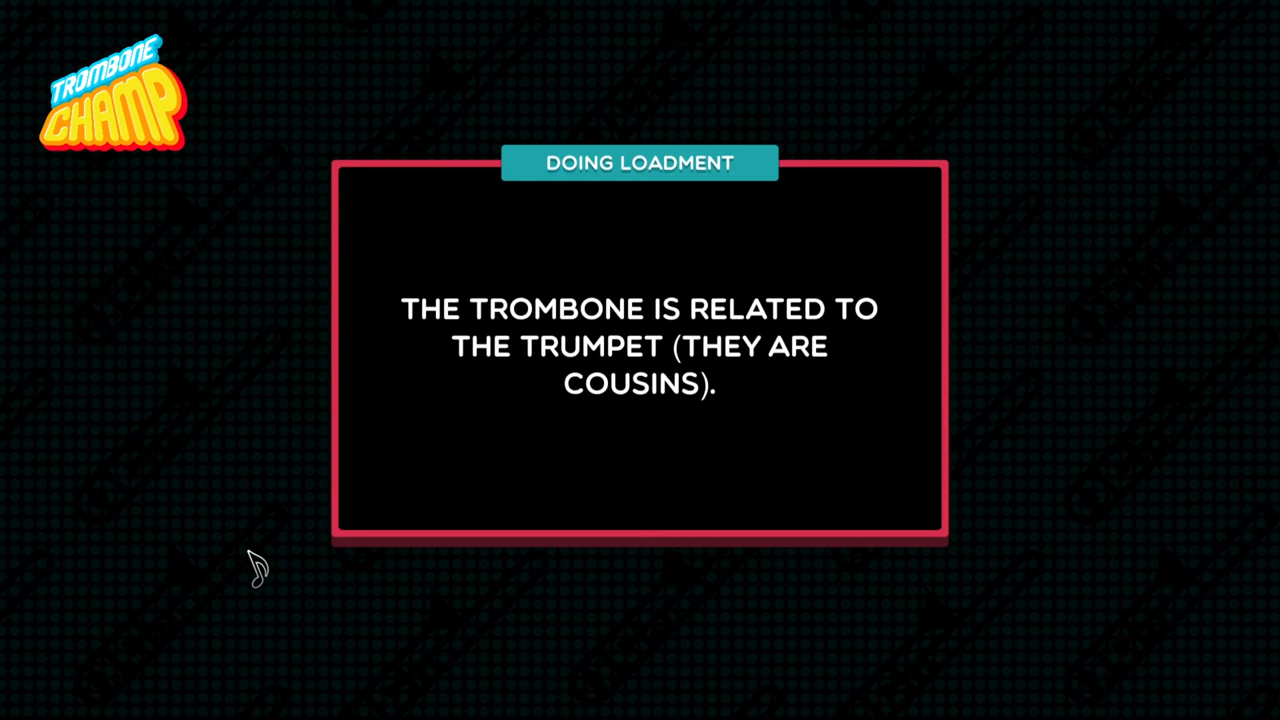 TROMBONE
CHAMP
DOING LOADMENT
THE TROMBONE IS RELATED TO
THE TRUMPET (THEY ARE
COUSINS).